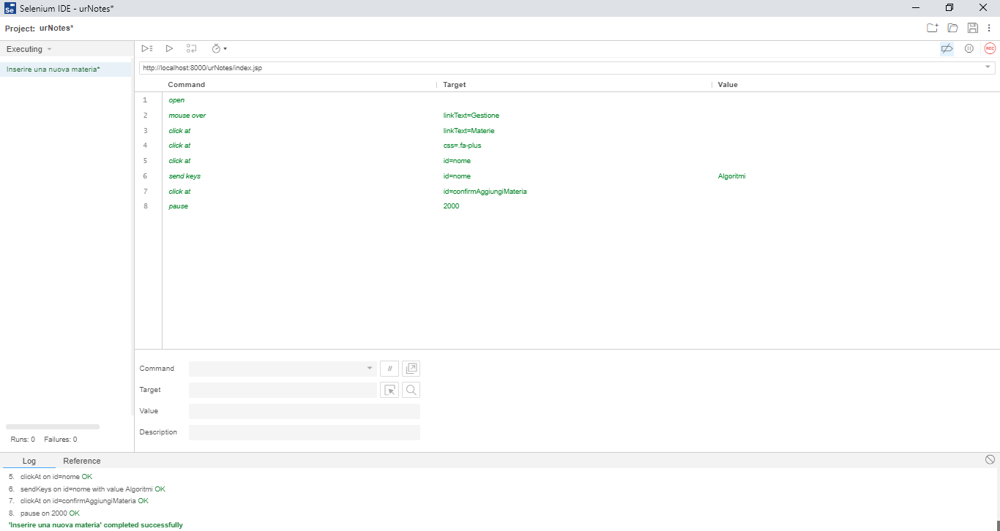 Se Selenium IDE - urNotes*
Project: urNotes*
Executing
Inserire una nuova materia*
REC
http://localhost:8000/urNotes/index.jsp
Command Target Value
1 open
2 mouse over linkText=Gestione
3 click at linkText=Materie
4 click at css=.fa-plus
5 click at id=nome
6 send keys id=nome Algoritmi
7 click at id=confirmAggiungiMateria
8 pause 2000
Command //
Target
Value
Description
Runs: 0 Failures: 0
Log Reference
5. clickAt on id=nome OK
6. sendKeys on id=nome with value Algoritmi OK
7. clickAt on id=confirmAggiungiMateria OK
8. pause on 2000 OK
'Inserire una nuova materia' completed successfully